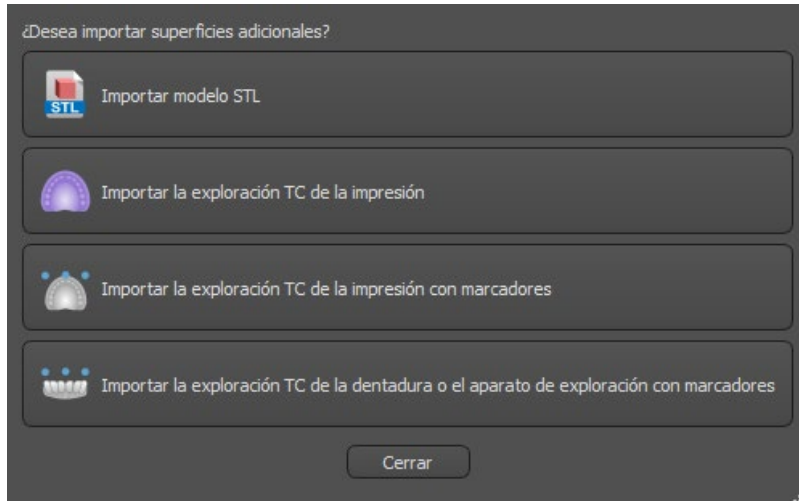 ¿Desea importar superficies adicionales?
STL
Importar modelo STL
Importar la exploración TC de la impresión
Importar la exploración TC de la impresión con marcadores
Importar la exploración TC de la dentadura o el aparato de exploración con marcadores
Cerrar